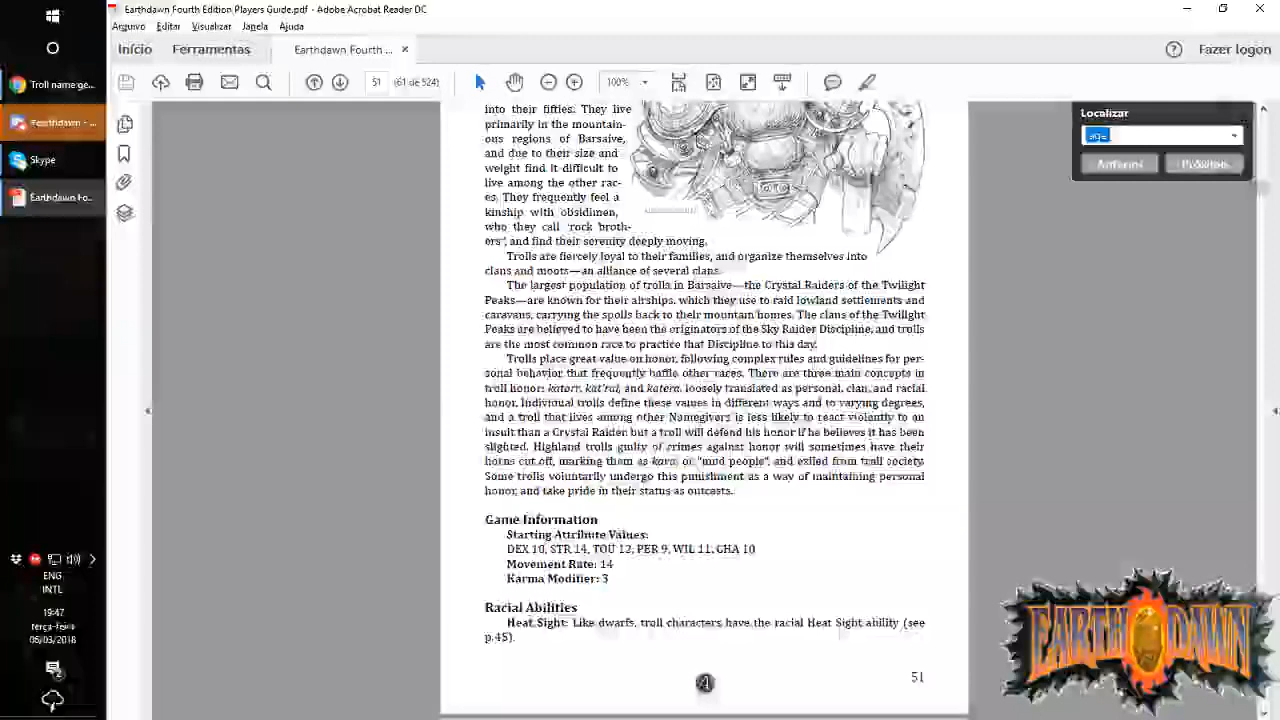 Earthdawn Fourth Edition Players Guide.pdf - Adobe Acrobat Reader DC
Arquivo Editar Visualizar Janela Ajuda
Início Ferramentas Earthdawn Fourth ... × Fazer logon
51 (61 de 524) 100%
Troll name ge...
Skype
Earthdawn Fo...
Localizar
Anterior Próximo
into their fifties. They live
primarily in the mountain-
ous regions of Barsaive,
and due to their size and
weight find it difficult to
live among the other rac-
es. They frequently feel a
kinship with obsidimen,
who they call 'rock broth-
ers', and find their serenity deeply moving.
Trolls are fiercely loyal to their families, and organize themselves into
clans and moots—an alliance of several clans.
The largest population of trolls in Barsaive—the Crystal Raiders of the Twilight
Peaks—are known for their airships, which they use to raid lowland settlements and
caravans, carrying the spoils back to their mountain homes. The clans of the Twilight
Peaks are believed to have been the originators of the Sky Raider Discipline, and trolls
are the most common race to practice that Discipline to this day.
Trolls place great value on honor, following complex rules and guidelines for per-
sonal behavior that frequently baffle other races. There are three main concepts in
troll honor: katorr, kat'ral, and katera, loosely translated as personal, clan, and racial
honor. Individual trolls define these values in different ways and to varying degrees,
and a troll that lives among other Namegivers is less likely to react violently to an
insult than a Crystal Raider but a troll will defend his honor if he believes it has been
slighted. Highland trolls guilty of crimes against honor will sometimes have their
horns cut off, marking them as kava, or "mud people", and exiled from troll society.
Some trolls voluntarily undergo this punishment as a way of maintaining personal
honor, and take pride in their status as outcasts.
Game Information
Starting Attribute Values:
DEX 10, STR 14, TOU 12, PER 9, WIL 11, CHA 10
Movement Rate: 14
Karma Modifier: 3
Racial Abilities
Heat Sight: Like dwarfs, troll characters have the racial Heat Sight ability (see
p.45).
51
ENG
INTL
19:47
terça-feira
06/03/2018
EARTHDAWN